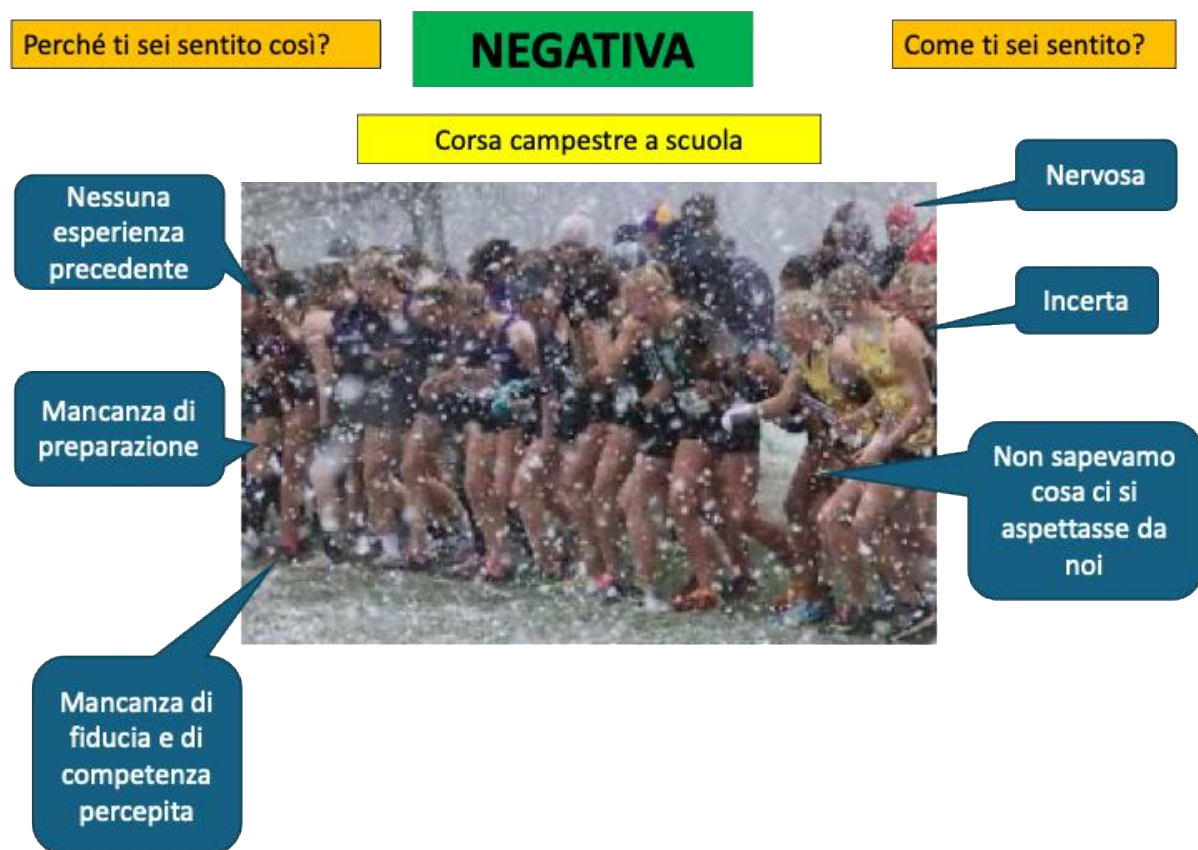 Perché ti sei sentito così?
NEGATIVA
Come ti sei sentito?
Corsa campestre a scuola
Nessuna
esperienza
precedente
Mancanza di
preparazione
Mancanza di
fiducia e di
competenza
percepita
Nervosa
Incerta
Non sapevamo
cosa ci si
aspettasse da
noi